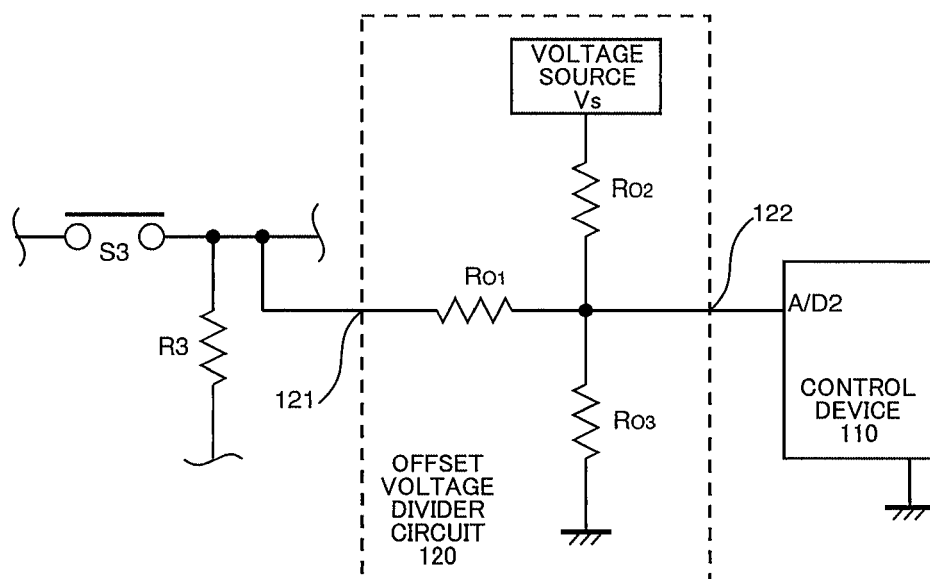 VOLTAGE
SOURCE
Vs
RO2
122
S3
RO1
A/D2
R3
121
RO3
CONTROL
DEVICE
110
OFFSET
VOLTAGE
DIVIDER
CIRCUIT
120